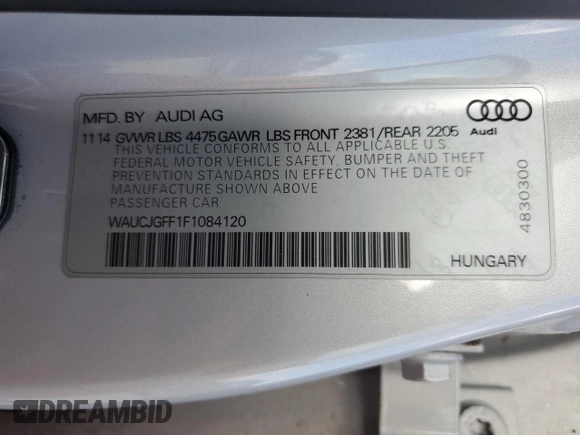 MFD. BY AUDI AG
11 14 GVWR LBS 4475 GAWR LBS FRONT 2381/REAR 2205
Audi
THIS VEHICLE CONFORMS TO ALL APPLICABLE U.S.
FEDERAL MOTOR VEHICLE SAFETY, BUMPER AND THEFT
PREVENTION STANDARDS IN EFFECT ON THE DATE OF
MANUFACTURE SHOWN ABOVE
PASSENGER CAR
WAUCJGFF1F1084120
HUNGARY
4830300
DREAMBID